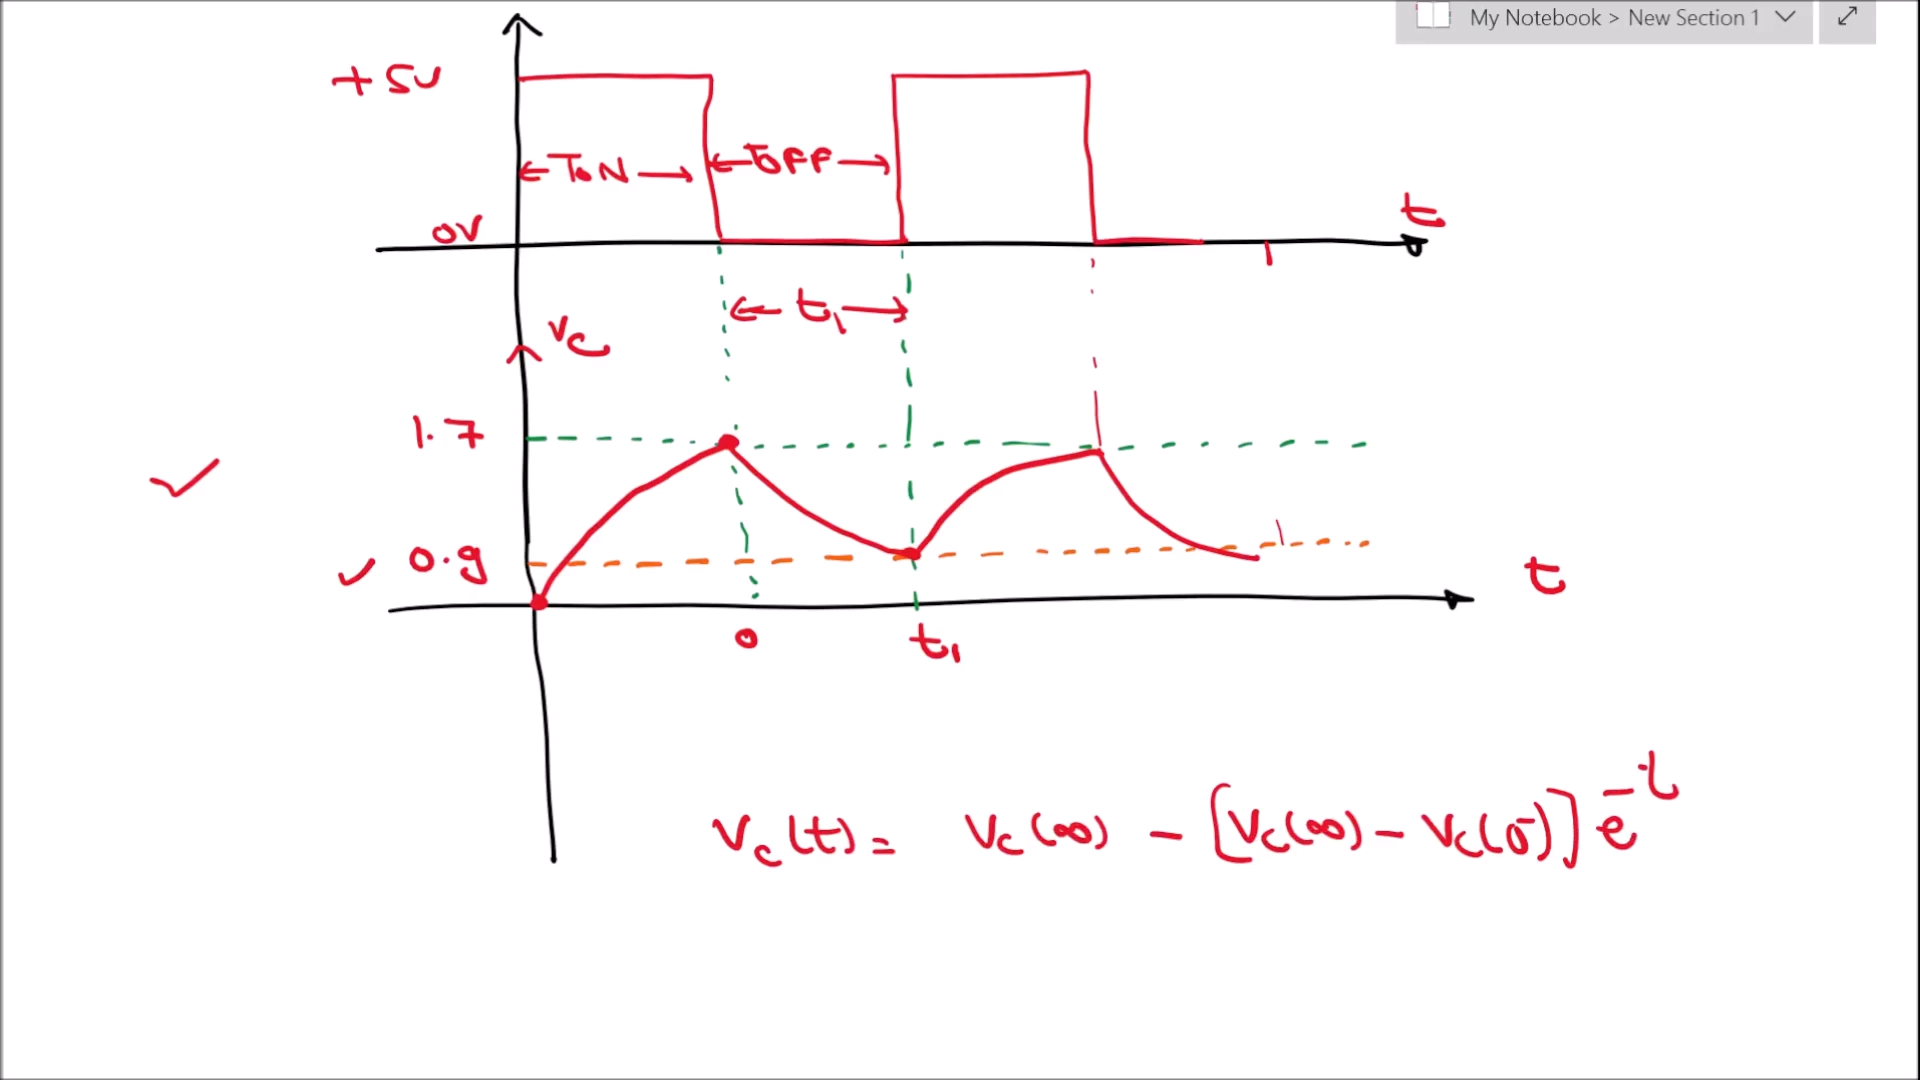 My Notebook > New Section 1
+5V
← TON → ← TOFF →
0V
t
← t₁ →
Vc
1.7
0.9
t
0 t₁
Vc(t) = Vc(∞) - [Vc(∞) - Vc(0⁻)] e^-t